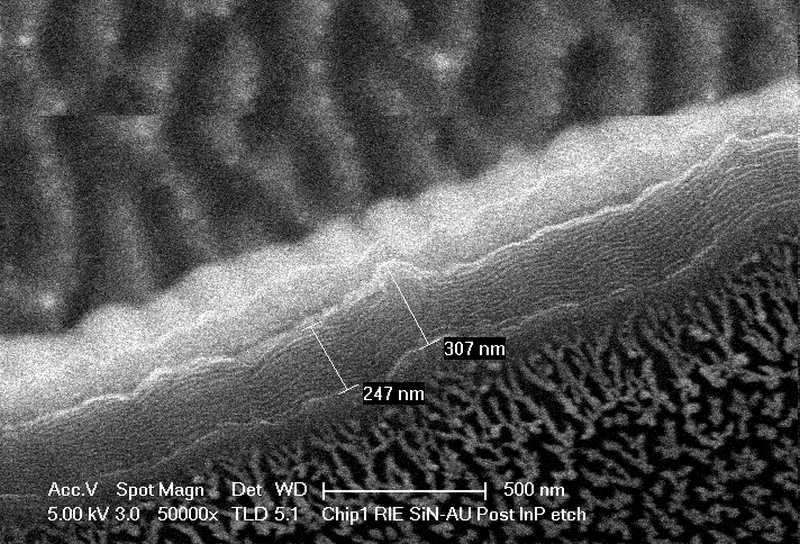 307 nm
247 nm
Acc.V Spot Magn Det WD 500 nm
5.00 kV 3.0 50000x TLD 5.1 Chip1 RIE SiN-AU Post InP etch